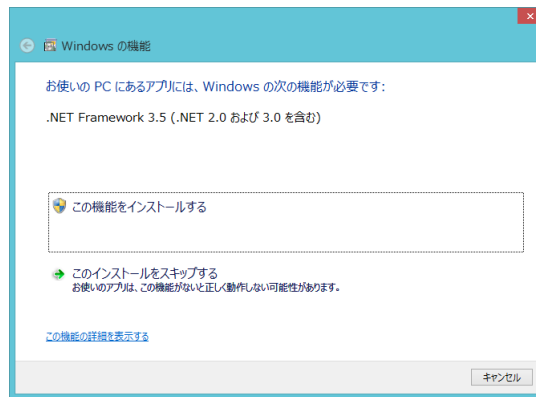 Windows の機能
お使いの PC にあるアプリには、Windows の次の機能が必要です:
.NET Framework 3.5 (.NET 2.0 および 3.0 を含む)
この機能をインストールする
このインストールをスキップする
お使いのアプリは、この機能がないと正しく動作しない可能性があります。
この機能の詳細を表示する
キャンセル